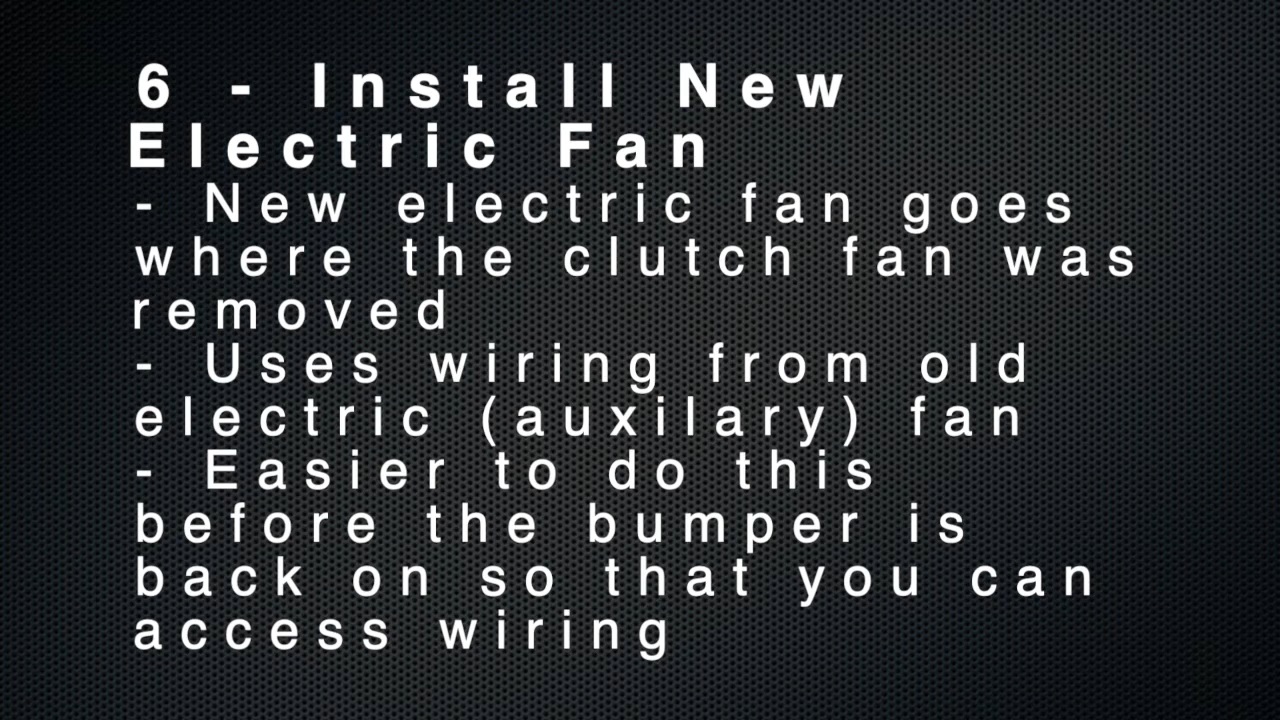 6 - Install New
Electric Fan
- New electric fan goes
where the clutch fan was
removed
- Uses wiring from old
electric (auxilary) fan
- Easier to do this
before the bumper is
back on so that you can
access wiring